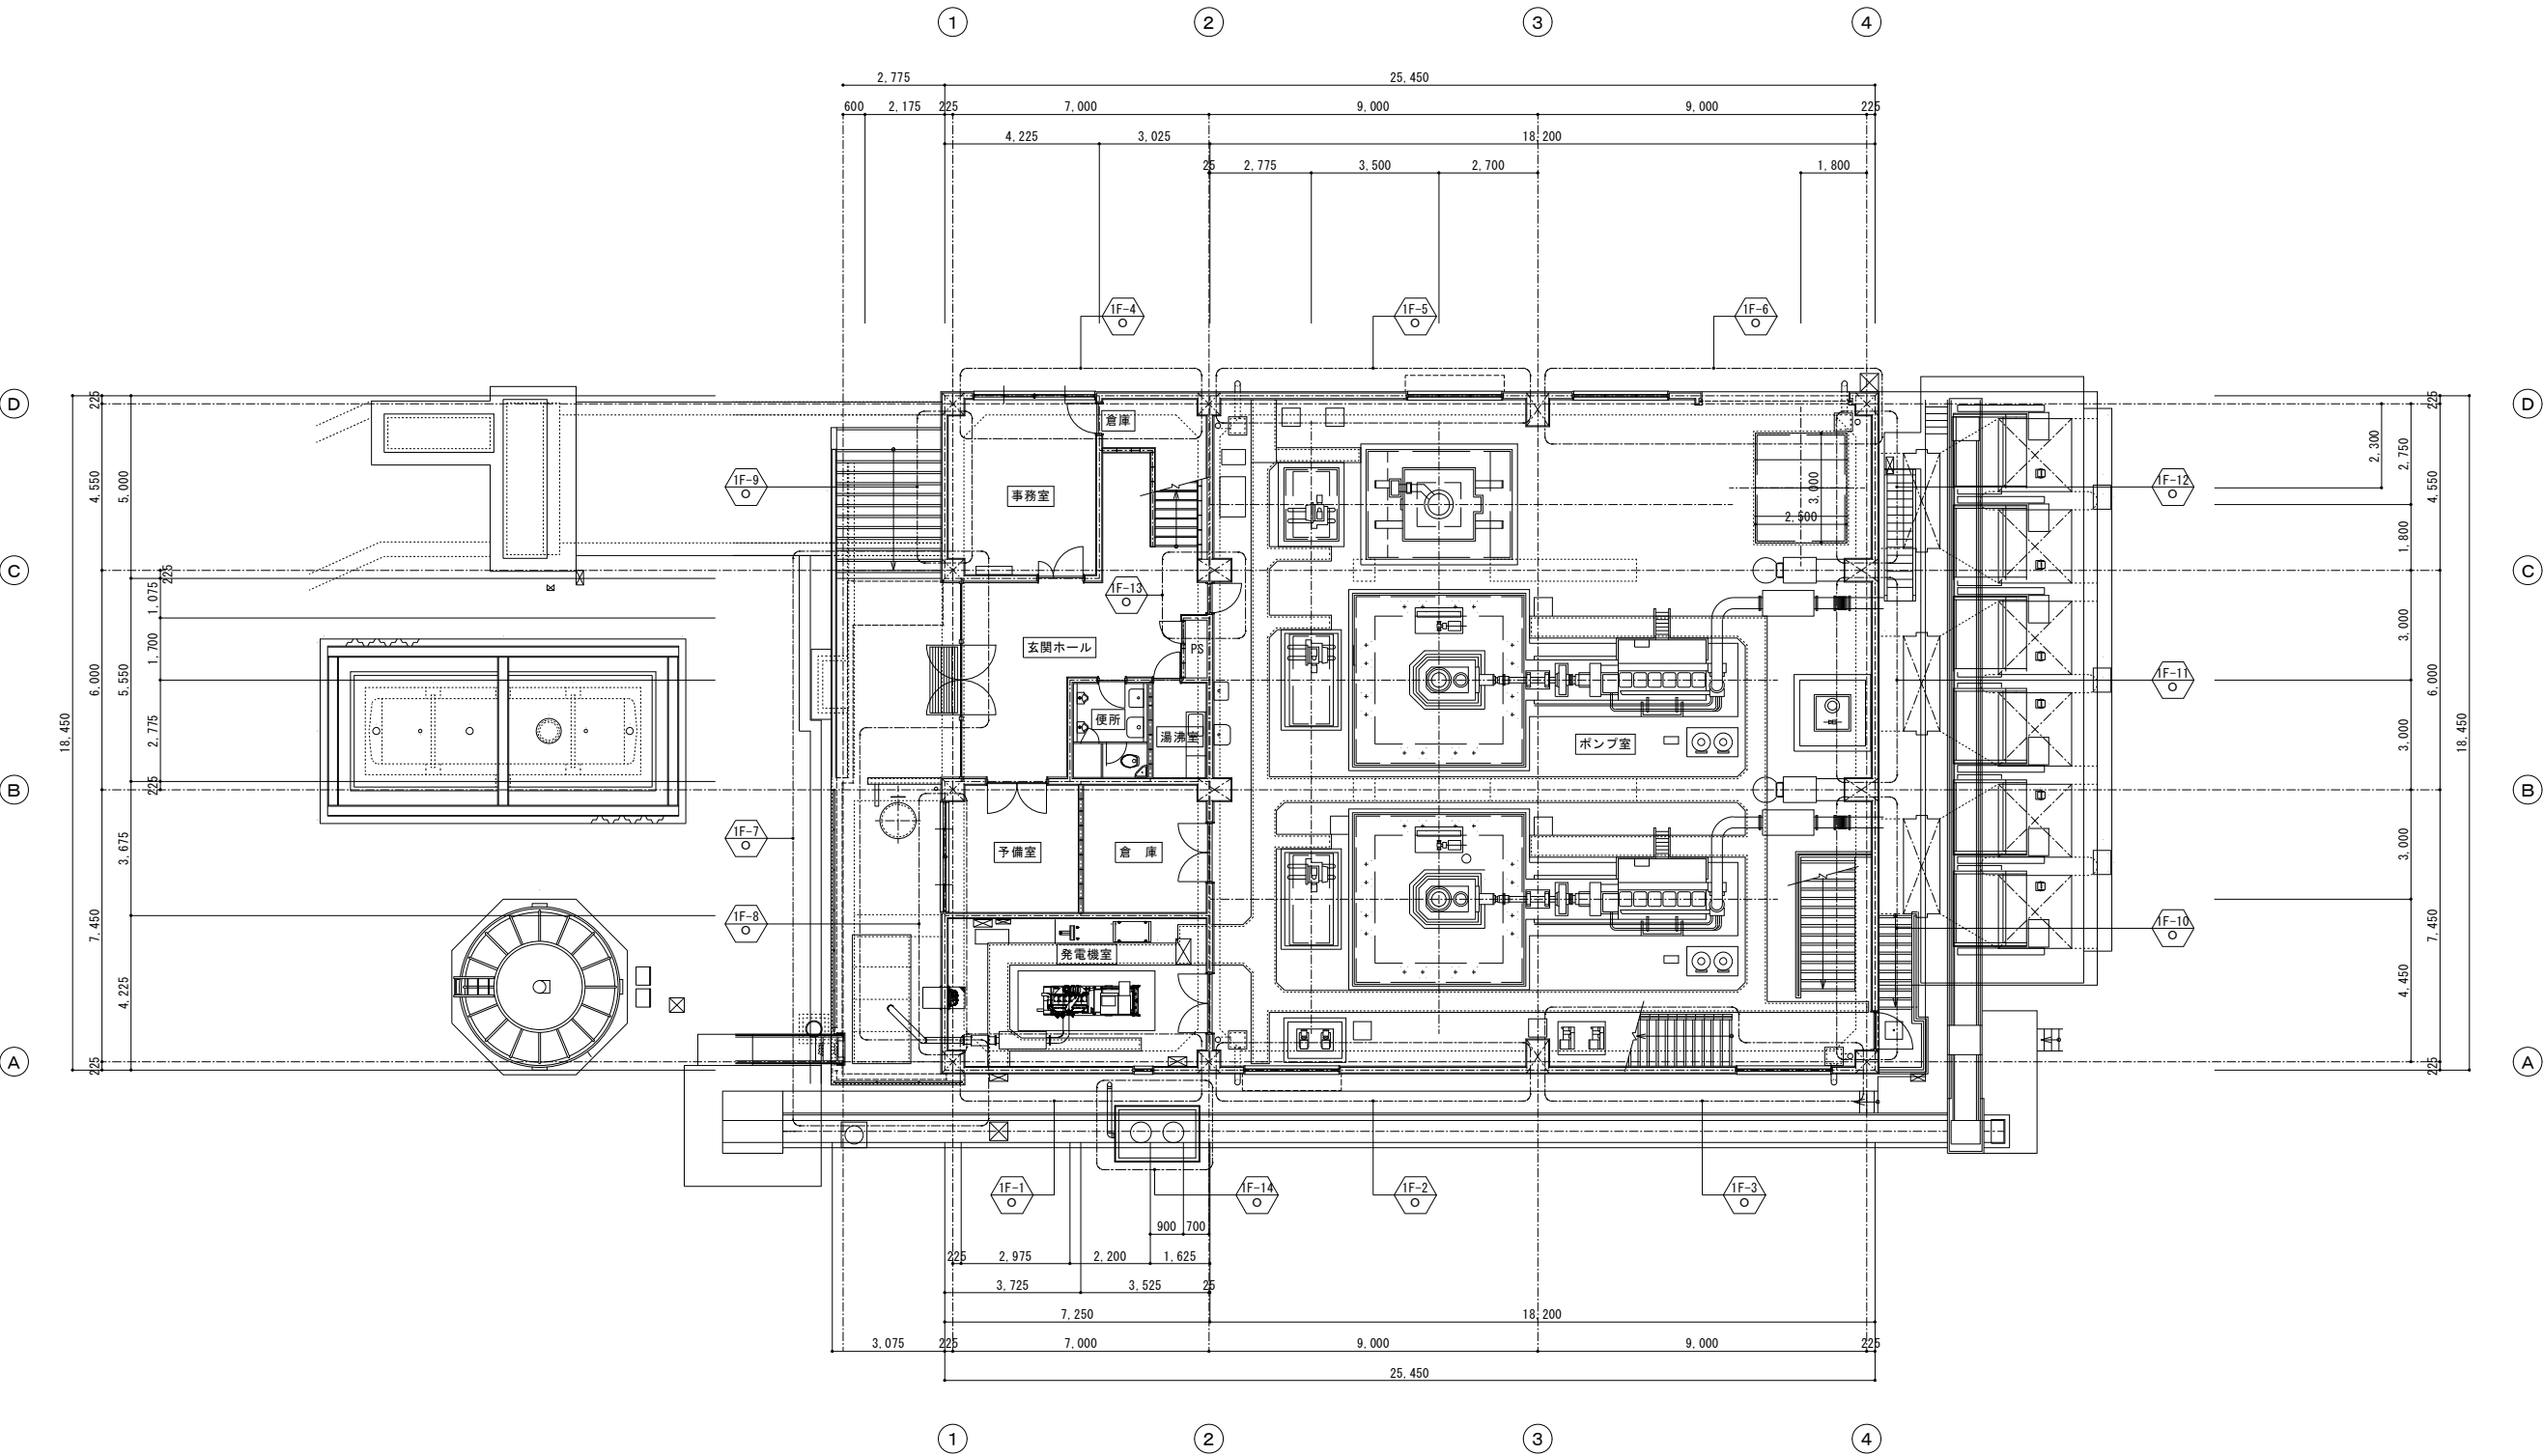 1 2 3 4
2,775 25,450
600 2,175 225 7,000 9,000 9,000 225
4,225 3,025 18,200
25 2,775 3,500 2,700 1,800
1F-4 1F-5 1F-6
O O O
D D
225 225
倉庫
2,300
2,750
4,550 5,000 4,550
1F-9 1F-12
O O
事務室
3,000
2,500
1,800
C C
225
1,075
1F-13
O
3,000
玄関ホール
PS
1,700
6,000 5,550 6,000
1F-11
O
便所
湯沸室
ポンプ室
18,450 18,450
2,775 3,000
225
B B
1F-7
O
予備室 倉 庫
3,675 3,000
1F-8 1F-10
O O
7,450 7,450
発電機室
4,225 4,450
A A
225 225
1F-1 1F-14 1F-2 1F-3
O O O O
900 700
225 2,975 2,200 1,625
3,725 3,525 25
7,250 18,200
3,075 225 7,000 9,000 9,000 225
25,450
1 2 3 4